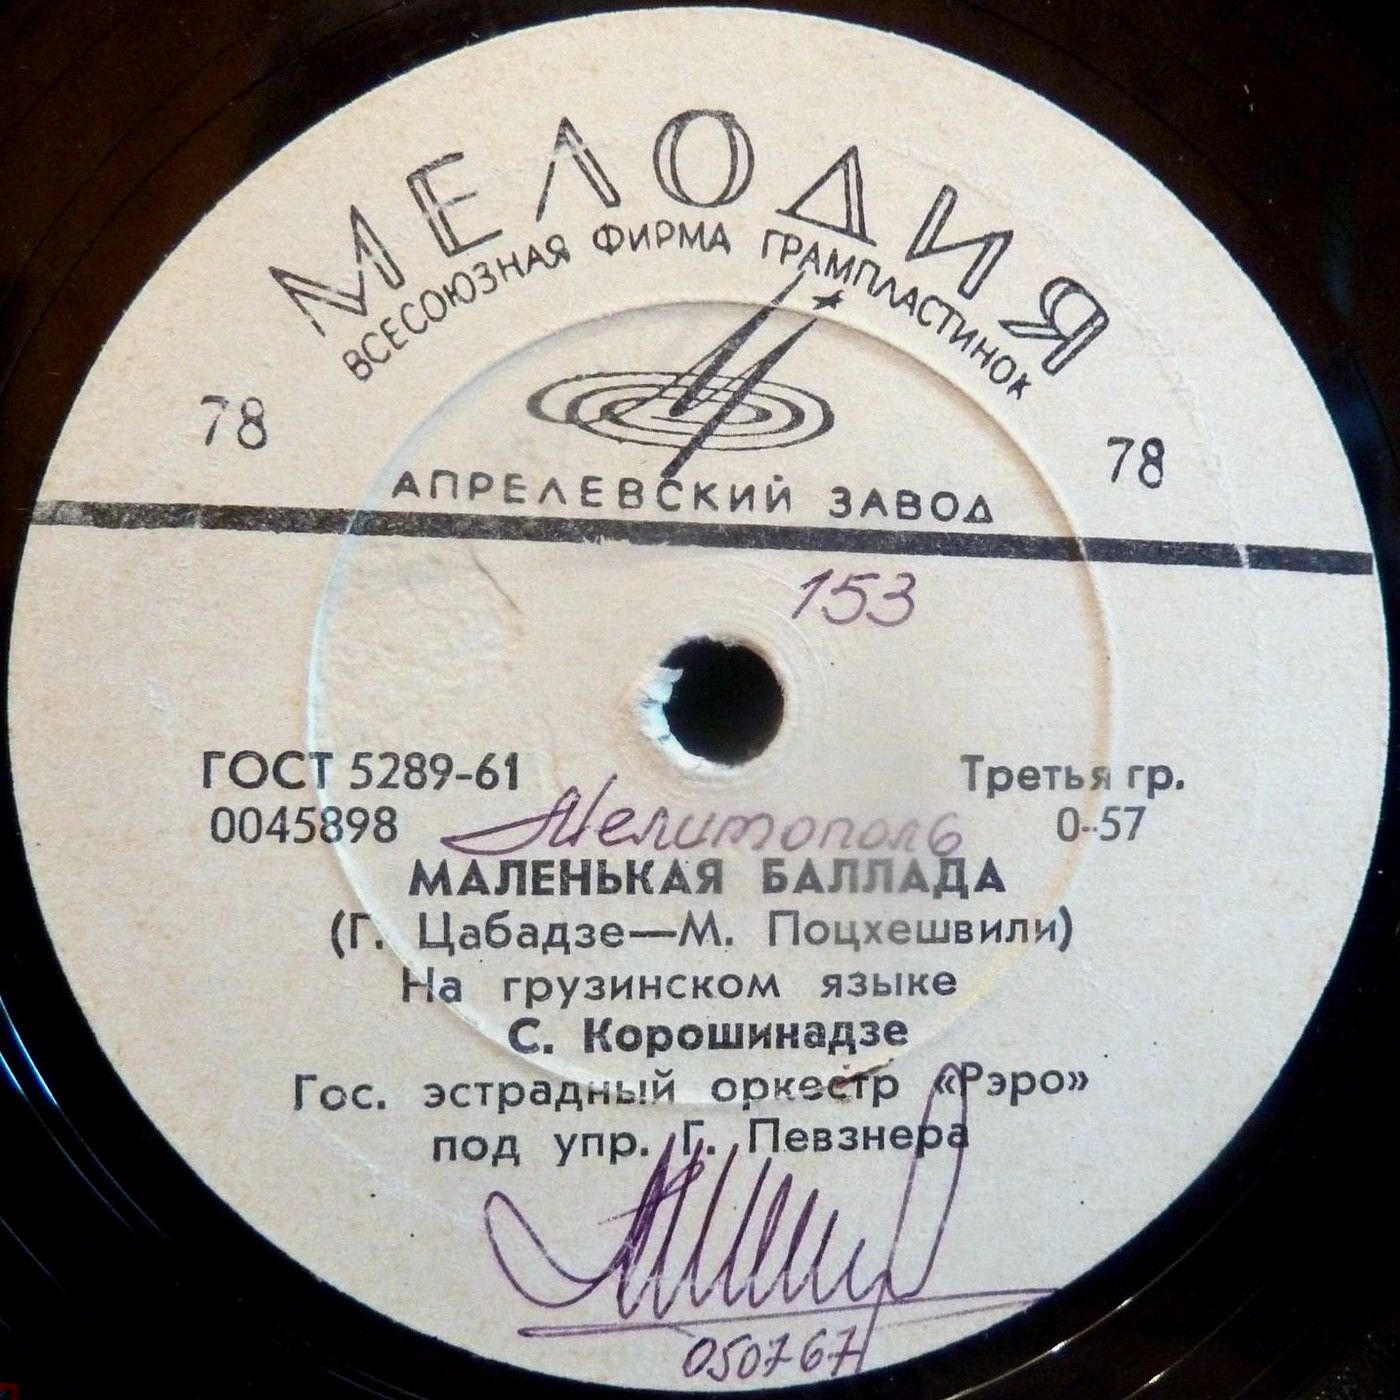 МЕЛОДИЯ
ВСЕСОЮЗНАЯ ФИРМА ГРАМПЛАСТИНОК
78 78
АПРЕЛЕВСКИЙ ЗАВОД
153
ГОСТ 5289-61 Третья гр.
0045898 0-57
Мелитополь
МАЛЕНЬКАЯ БАЛЛАДА
(Г. Цабадзе—М. Поцхешвили)
На грузинском языке
С. Корошинадзе
Гос. эстрадный оркестр «Рэро»
под упр. Г. Певзнера
050767